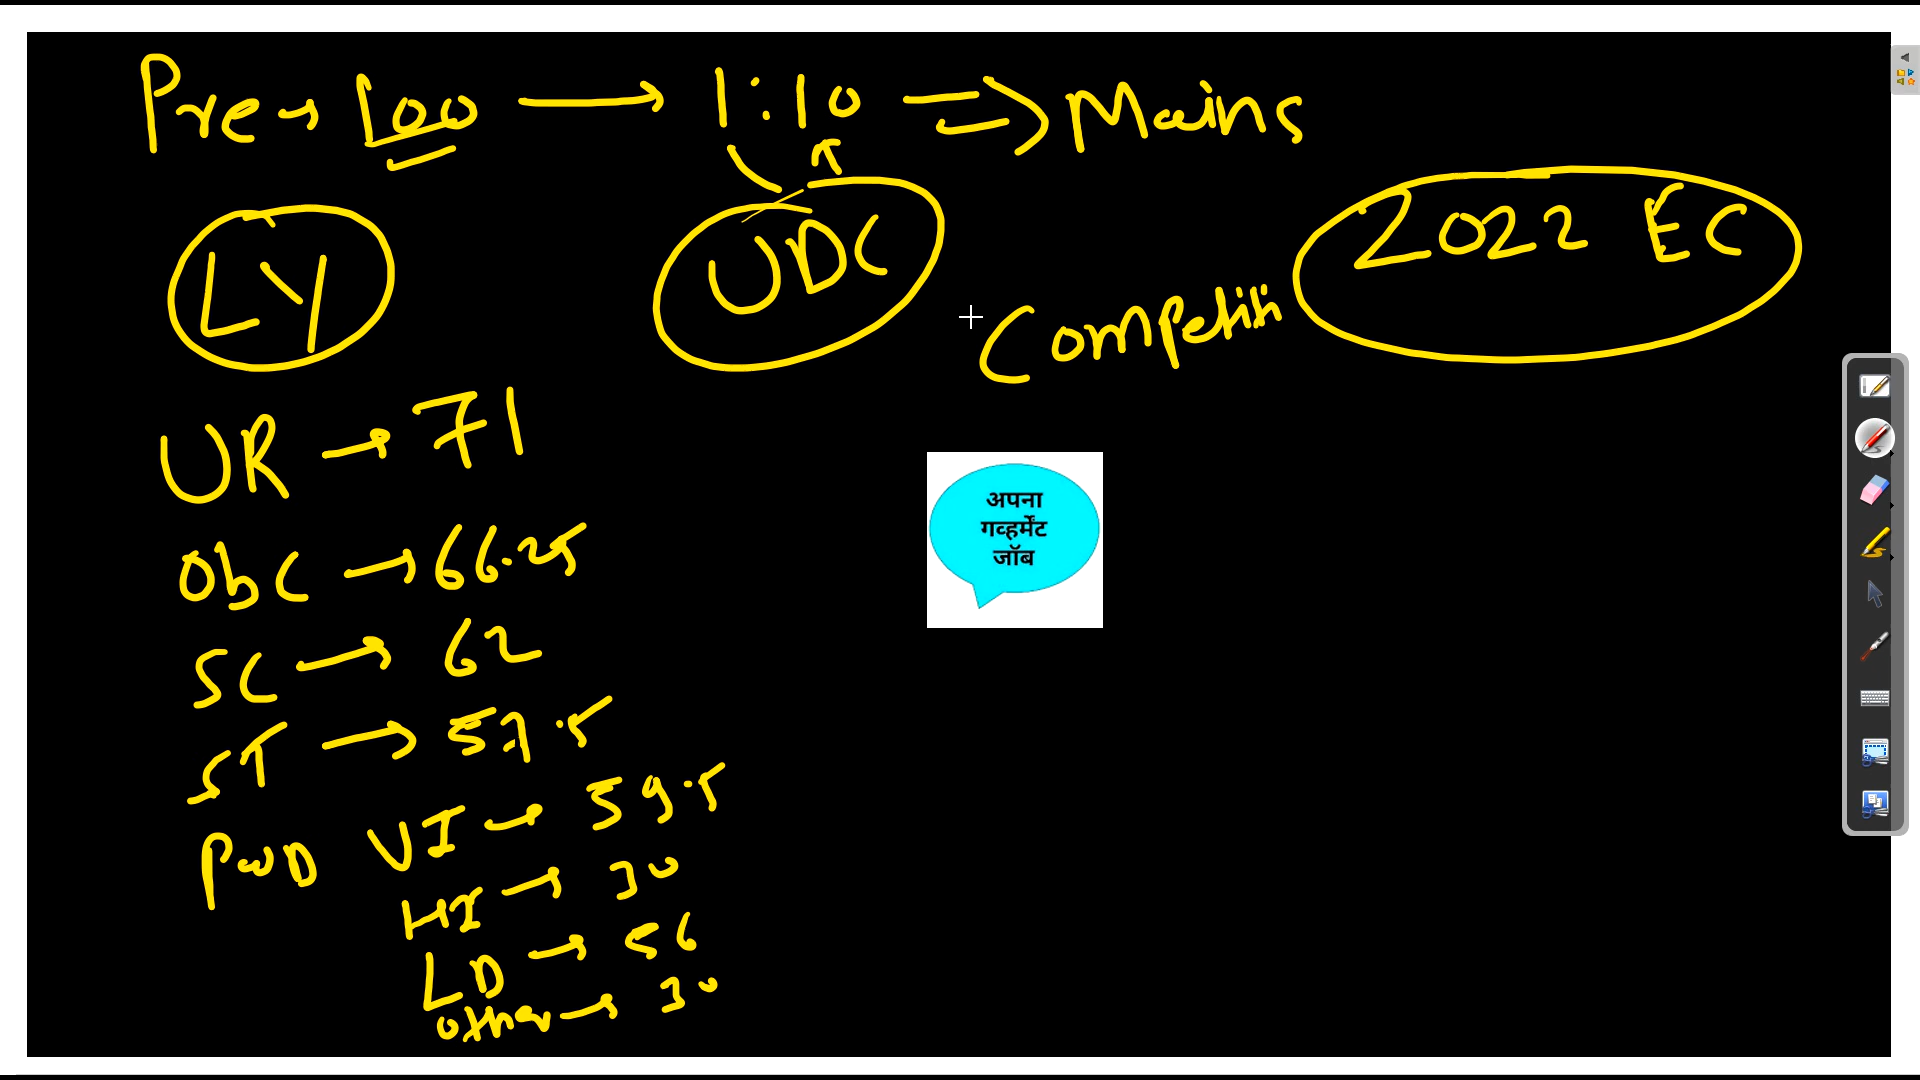 Pre → 100 → 1:10 ⇒ Mains
LY
UDC
Competiti
2022 EC
UR → 71
ObC → 66.25
SC → 62
ST → 57.5
PwD VI → 59.5
HI → 30
LD → 56
other → 30
अपना
गव्हर्मेंट
जॉब